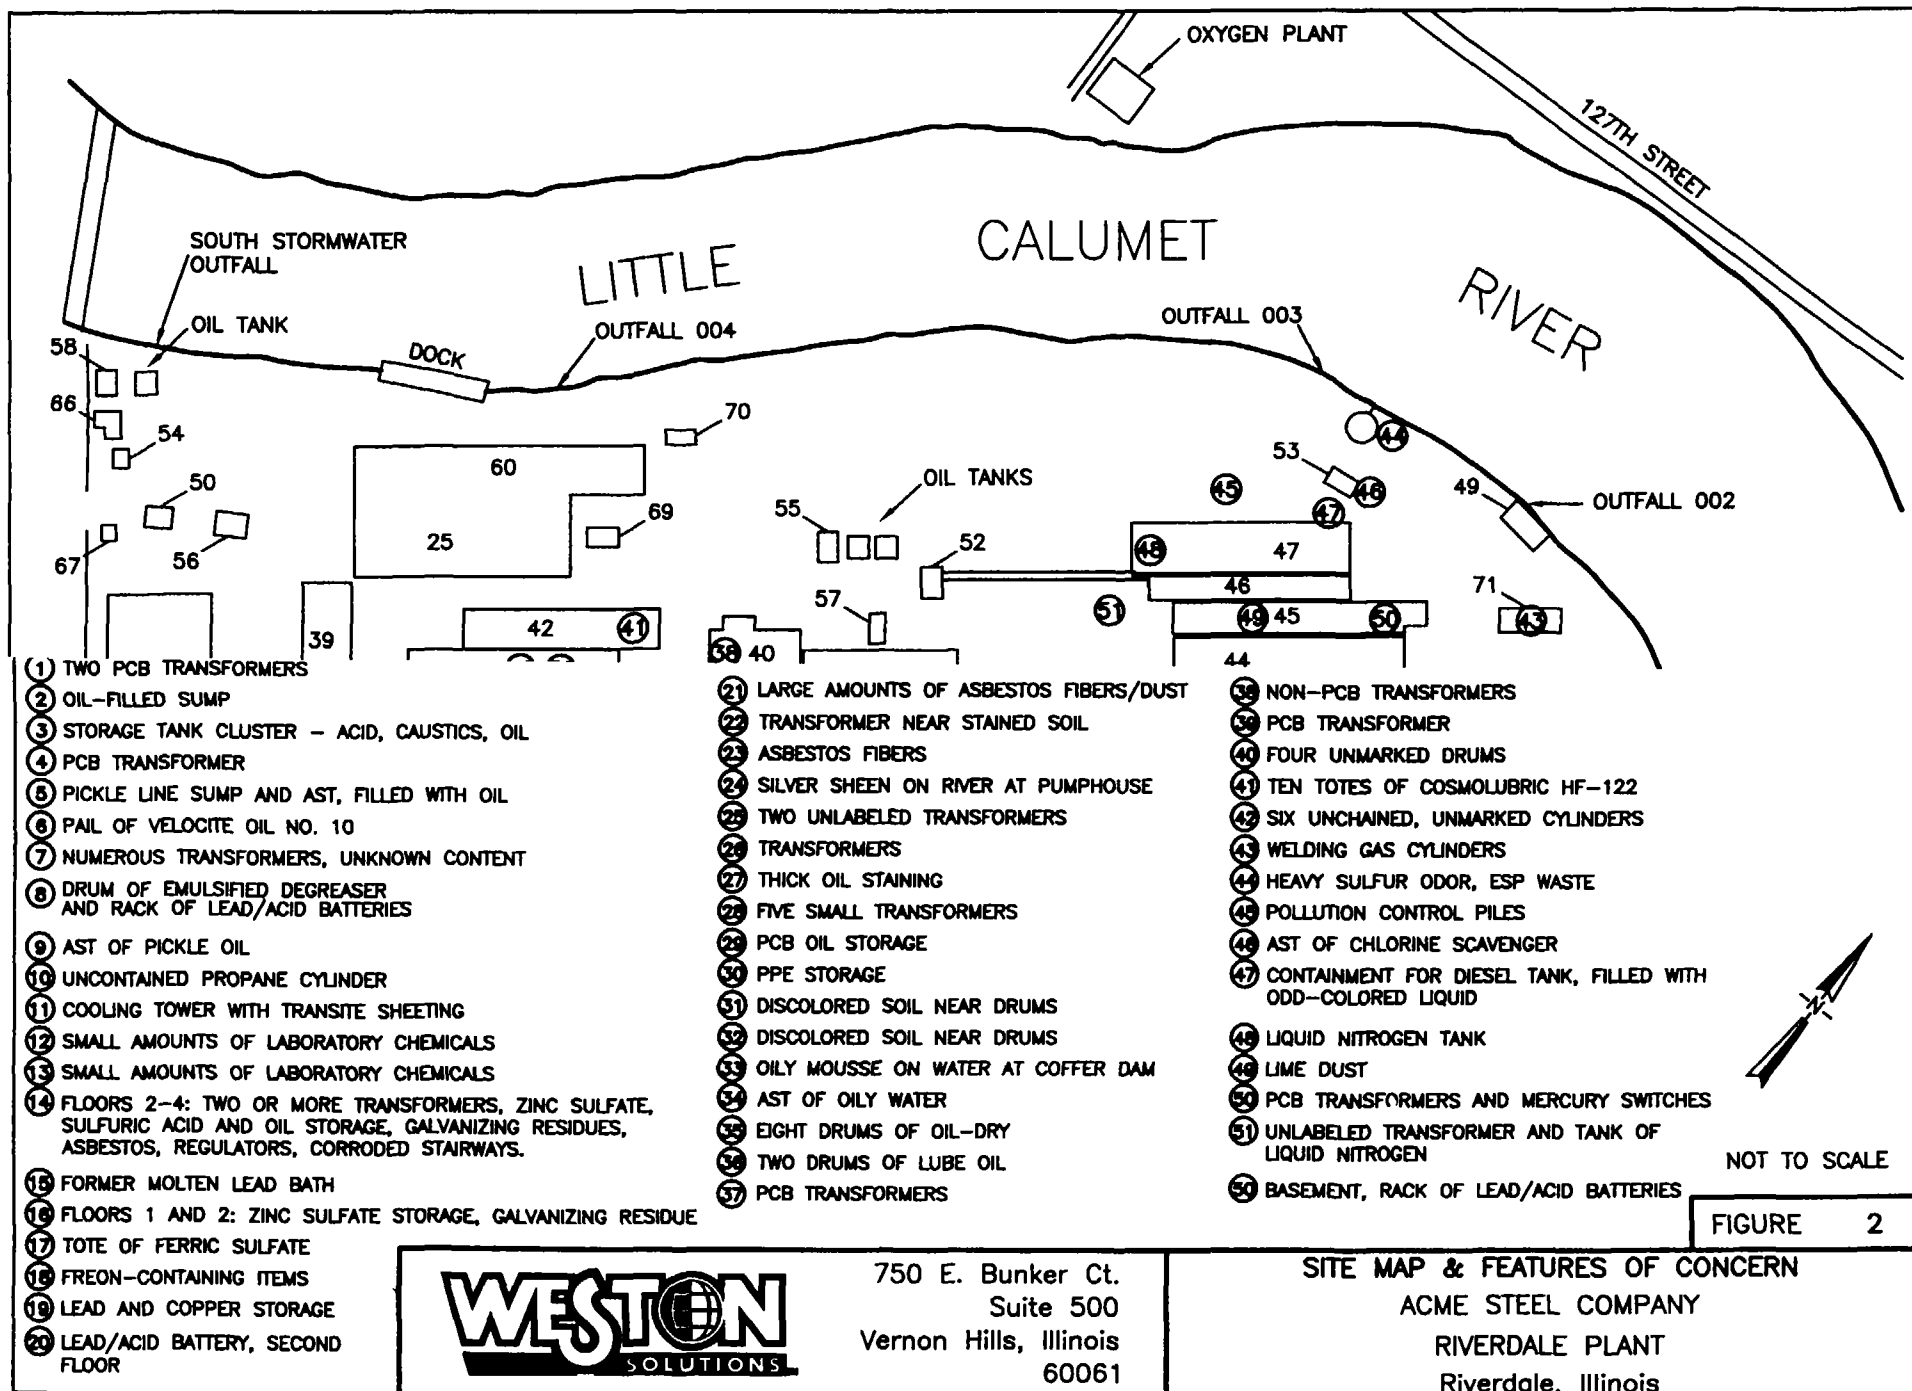 OXYGEN PLANT
127TH STREET
SOUTH STORMWATER
OUTFALL
LITTLE CALUMET RIVER
OIL TANK
OUTFALL 004
OUTFALL 003
58
DOCK
66
54
70
60
53
44
50
OIL TANKS
45
46
49
OUTFALL 002
69
55
47
67
56
25
52
48
47
46
71
57
51
39
42
41
38
40
49
45
50
43
44
1 TWO PCB TRANSFORMERS
2 OIL-FILLED SUMP
3 STORAGE TANK CLUSTER - ACID, CAUSTICS, OIL
4 PCB TRANSFORMER
5 PICKLE LINE SUMP AND AST, FILLED WITH OIL
6 PAIL OF VELOCITE OIL NO. 10
7 NUMEROUS TRANSFORMERS, UNKNOWN CONTENT
8 DRUM OF EMULSIFIED DEGREASER
AND RACK OF LEAD/ACID BATTERIES
9 AST OF PICKLE OIL
10 UNCONTAINED PROPANE CYLINDER
11 COOLING TOWER WITH TRANSITE SHEETING
12 SMALL AMOUNTS OF LABORATORY CHEMICALS
13 SMALL AMOUNTS OF LABORATORY CHEMICALS
14 FLOORS 2-4: TWO OR MORE TRANSFORMERS, ZINC SULFATE,
SULFURIC ACID AND OIL STORAGE, GALVANIZING RESIDUES,
ASBESTOS, REGULATORS, CORRODED STAIRWAYS.
15 FORMER MOLTEN LEAD BATH
16 FLOORS 1 AND 2: ZINC SULFATE STORAGE, GALVANIZING RESIDUE
17 TOTE OF FERRIC SULFATE
18 FREON-CONTAINING ITEMS
19 LEAD AND COPPER STORAGE
20 LEAD/ACID BATTERY, SECOND
FLOOR
21 LARGE AMOUNTS OF ASBESTOS FIBERS/DUST
22 TRANSFORMER NEAR STAINED SOIL
23 ASBESTOS FIBERS
24 SILVER SHEEN ON RIVER AT PUMPHOUSE
25 TWO UNLABELED TRANSFORMERS
26 TRANSFORMERS
27 THICK OIL STAINING
28 FIVE SMALL TRANSFORMERS
29 PCB OIL STORAGE
30 PPE STORAGE
31 DISCOLORED SOIL NEAR DRUMS
32 DISCOLORED SOIL NEAR DRUMS
33 OILY MOUSSE ON WATER AT COFFER DAM
34 AST OF OILY WATER
35 EIGHT DRUMS OF OIL-DRY
36 TWO DRUMS OF LUBE OIL
37 PCB TRANSFORMERS
38 NON-PCB TRANSFORMERS
39 PCB TRANSFORMER
40 FOUR UNMARKED DRUMS
41 TEN TOTES OF COSMOLUBRIC HF-122
42 SIX UNCHAINED, UNMARKED CYLINDERS
43 WELDING GAS CYLINDERS
44 HEAVY SULFUR ODOR, ESP WASTE
45 POLLUTION CONTROL PILES
46 AST OF CHLORINE SCAVENGER
47 CONTAINMENT FOR DIESEL TANK, FILLED WITH
ODD-COLORED LIQUID
48 LIQUID NITROGEN TANK
49 LIME DUST
50 PCB TRANSFORMERS AND MERCURY SWITCHES
51 UNLABELED TRANSFORMER AND TANK OF
LIQUID NITROGEN
50 BASEMENT, RACK OF LEAD/ACID BATTERIES
N
NOT TO SCALE
FIGURE 2
WESTON
SOLUTIONS
750 E. Bunker Ct.
Suite 500
Vernon Hills, Illinois
60061
SITE MAP & FEATURES OF CONCERN
ACME STEEL COMPANY
RIVERDALE PLANT
Riverdale, Illinois